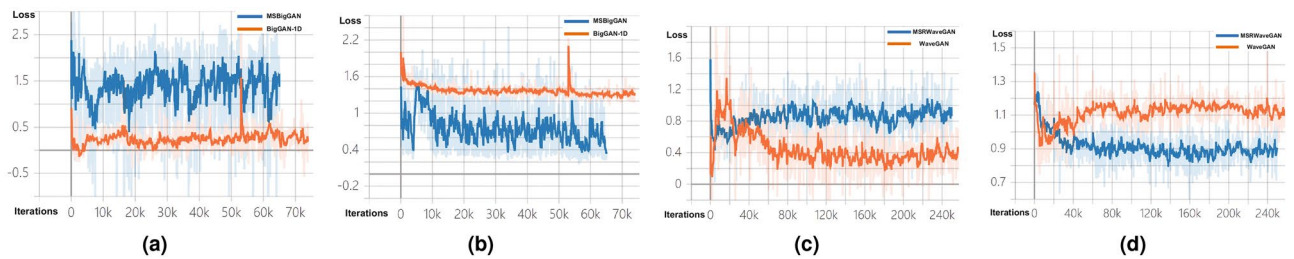 Loss
MSBigGAN
BigGAN-1D
2.5
1.5
0.5
-0.5
Iterations 0 10k 20k 30k 40k 50k 60k 70k
(a)
Loss
MSBigGAN
BigGAN-1D
2.2
1.6
1
0.4
-0.2
Iterations 0 10k 20k 30k 40k 50k 60k 70k
(b)
Loss
MSRWaveGAN
WaveGAN
1.6
1.2
0.8
0.4
0
Iterations 0 40k 80k 120k 160k 200k 240k
(c)
Loss
MSRWaveGAN
WaveGAN
1.5
1.3
1.1
0.9
0.7
Iterations 0 40k 80k 120k 160k 200k 240k
(d)